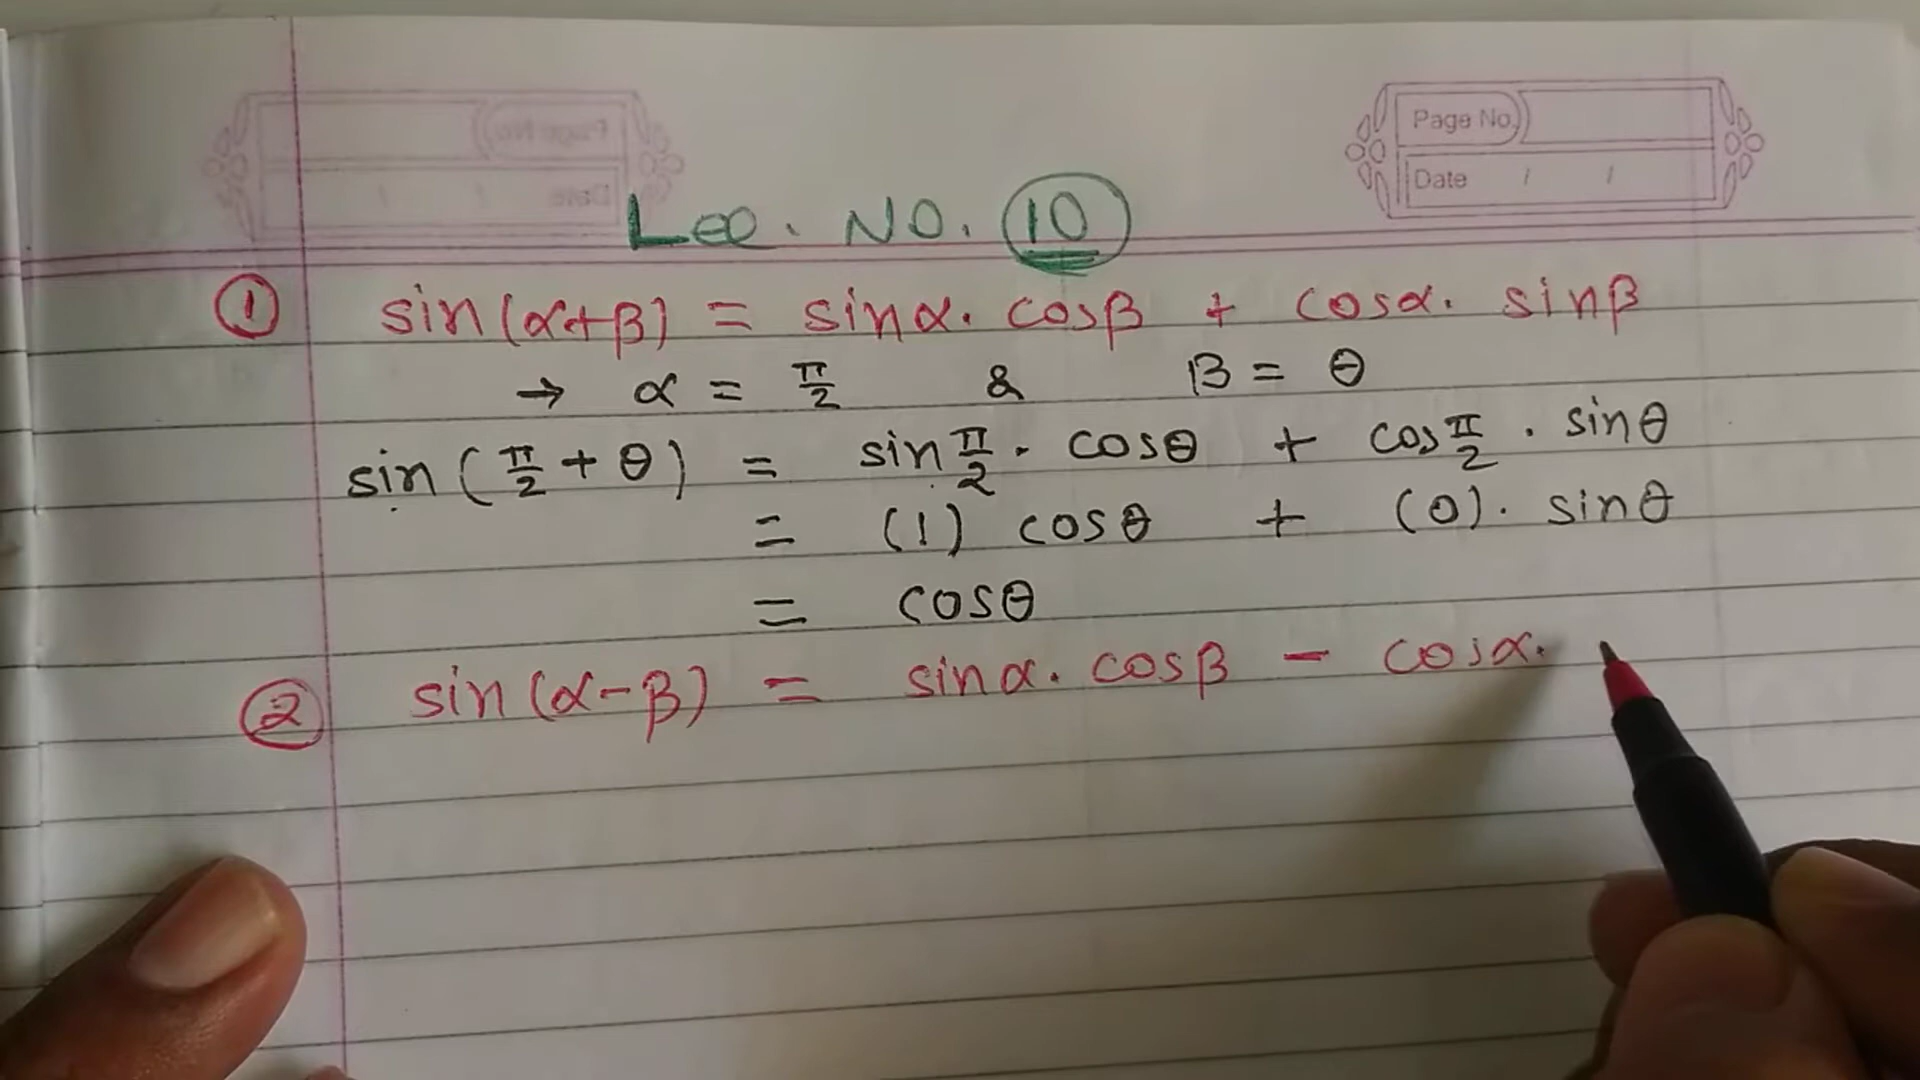 Page No.
Date / /
Lec. No. 10
① sin(α+β) = sinα. cosβ + cosα. sinβ
→ α = π/2 & β = θ
sin(π/2 + θ) = sin π/2 . cosθ + cos π/2 . sinθ
= (1) cosθ + (0). sinθ
= cosθ
② sin(α-β) = sinα. cosβ - cosα.